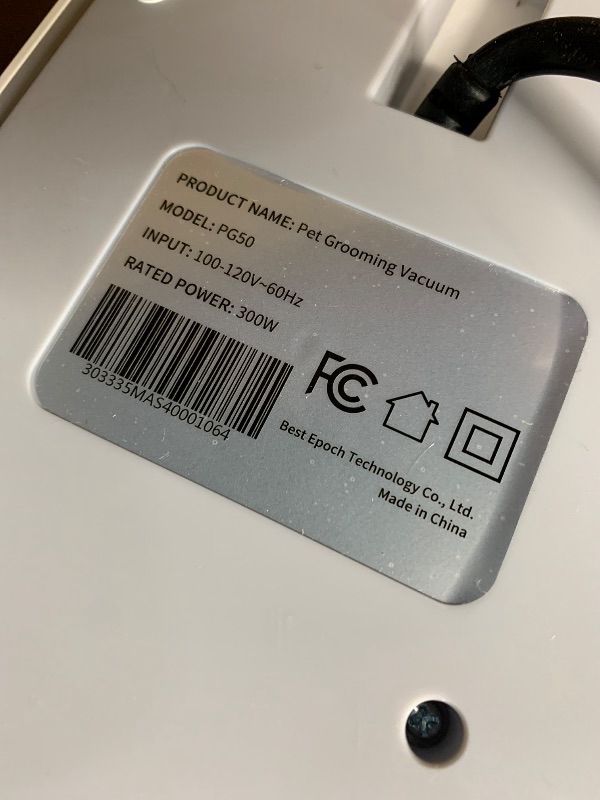 PRODUCT NAME: Pet Grooming Vacuum
MODEL: PG50
INPUT: 100-120V~60Hz
RATED POWER: 300W
303335MAS40001064
FC
Best Epoch Technology Co., Ltd.
Made in China